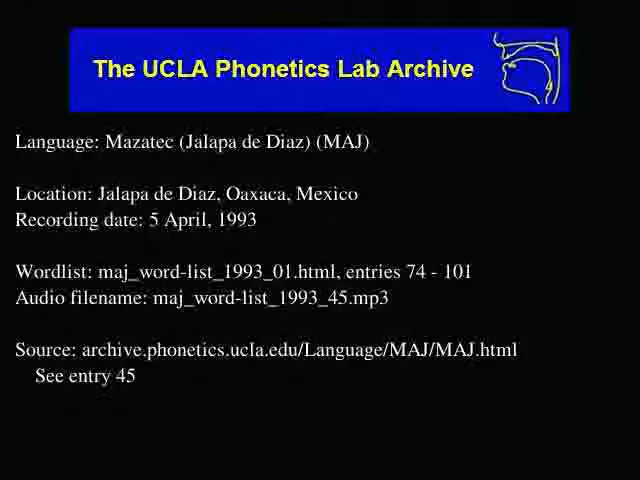 The UCLA Phonetics Lab Archive
Language: Mazatec (Jalapa de Diaz) (MAJ)
Location: Jalapa de Diaz, Oaxaca, Mexico
Recording date: 5 April, 1993
Wordlist: maj_word-list_1993_01.html, entries 74 - 101
Audio filename: maj_word-list_1993_45.mp3
Source: archive.phonetics.ucla.edu/Language/MAJ/MAJ.html
See entry 45